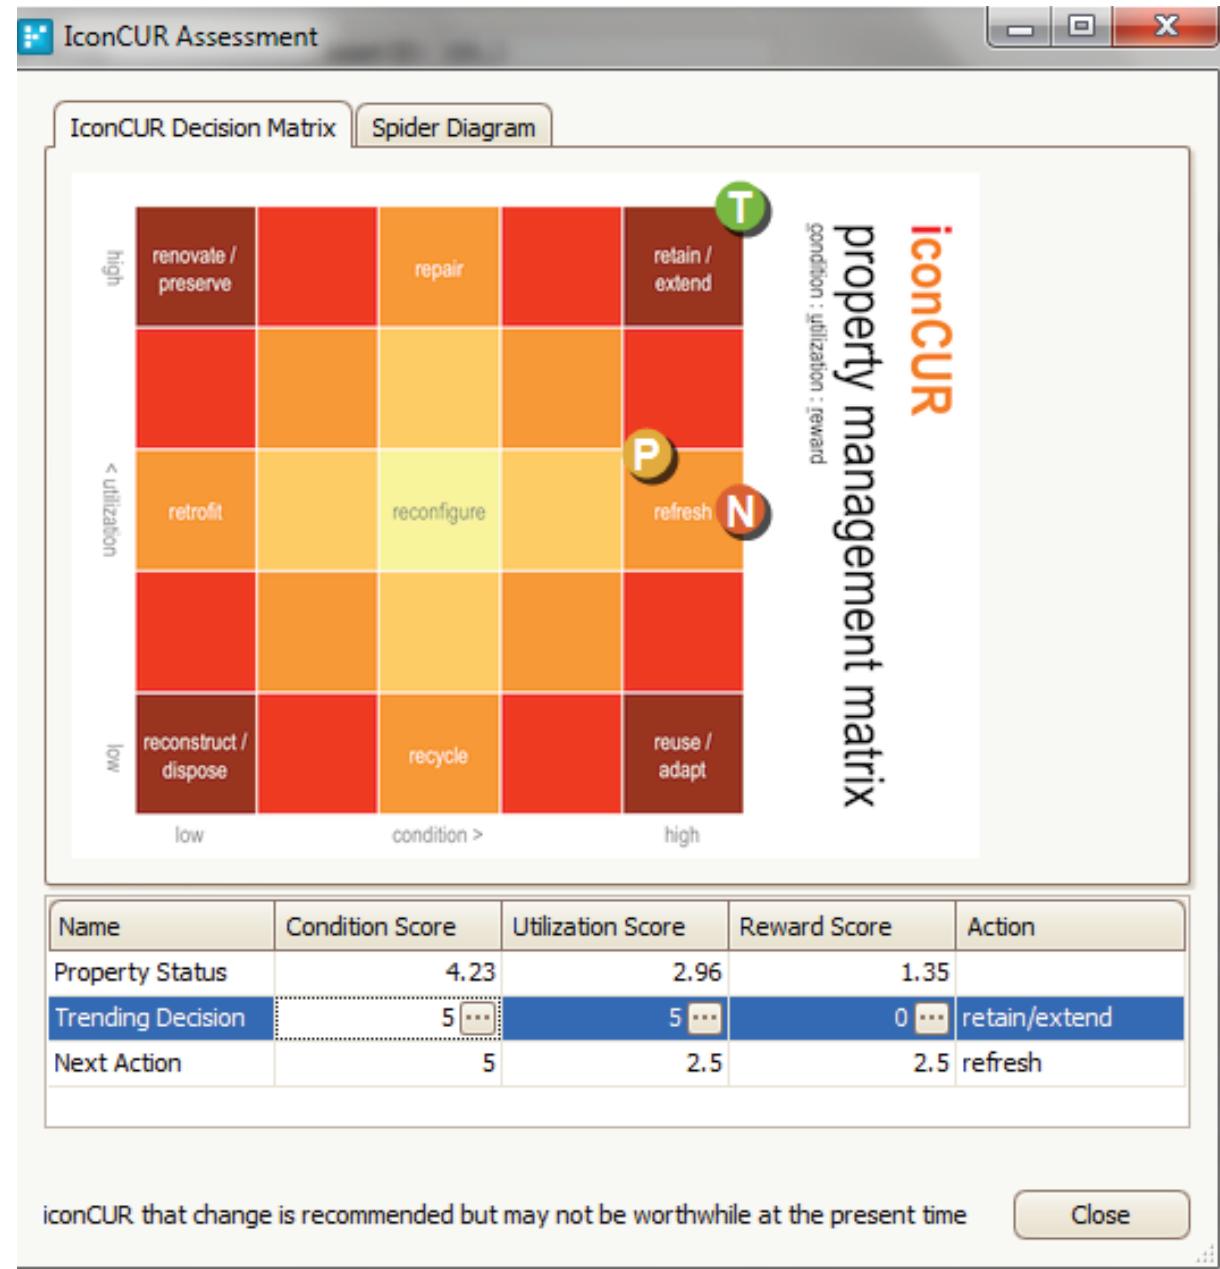 IconCUR Assessment
IconCUR Decision Matrix
Spider Diagram
T
renovate /
preserve
repair
retain /
extend
high
P
retrofit
reconfigure
refresh
N
< utilization
reconstruct /
dispose
recycle
reuse /
adapt
low
low
condition >
high
iconCUR
property management matrix
condition : utilization : reward
Name Condition Score Utilization Score Reward Score Action
Property Status 4.23 2.96 1.35
Trending Decision 5 ... 5 ... 0 ... retain/extend
Next Action 5 2.5 2.5 refresh
iconCUR that change is recommended but may not be worthwhile at the present time
Close